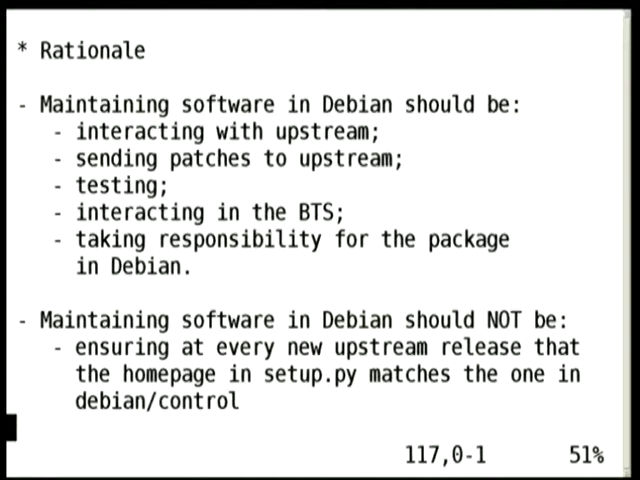 * Rationale
- Maintaining software in Debian should be:
- interacting with upstream;
- sending patches to upstream;
- testing;
- interacting in the BTS;
- taking responsibility for the package
in Debian.
- Maintaining software in Debian should NOT be:
- ensuring at every new upstream release that
the homepage in setup.py matches the one in
debian/control
117,0-1 51%